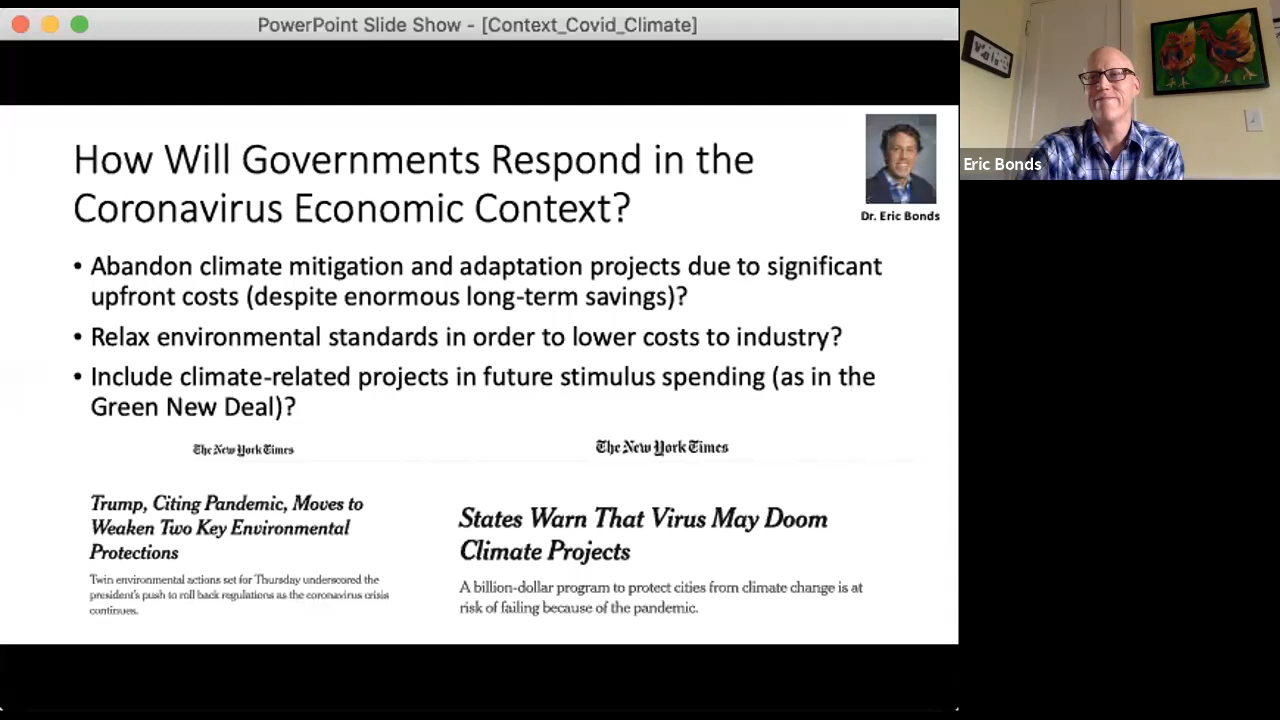 PowerPoint Slide Show - [Context_Covid_Climate]
How Will Governments Respond in the
Coronavirus Economic Context?
Dr. Eric Bonds
Eric Bonds
• Abandon climate mitigation and adaptation projects due to significant
upfront costs (despite enormous long-term savings)?
• Relax environmental standards in order to lower costs to industry?
• Include climate-related projects in future stimulus spending (as in the
Green New Deal)?
The New York Times
Trump, Citing Pandemic, Moves to
Weaken Two Key Environmental
Protections
Twin environmental actions set for Thursday underscored the
president's push to roll back regulations as the coronavirus crisis
continues.
The New York Times
States Warn That Virus May Doom
Climate Projects
A billion-dollar program to protect cities from climate change is at
risk of failing because of the pandemic.